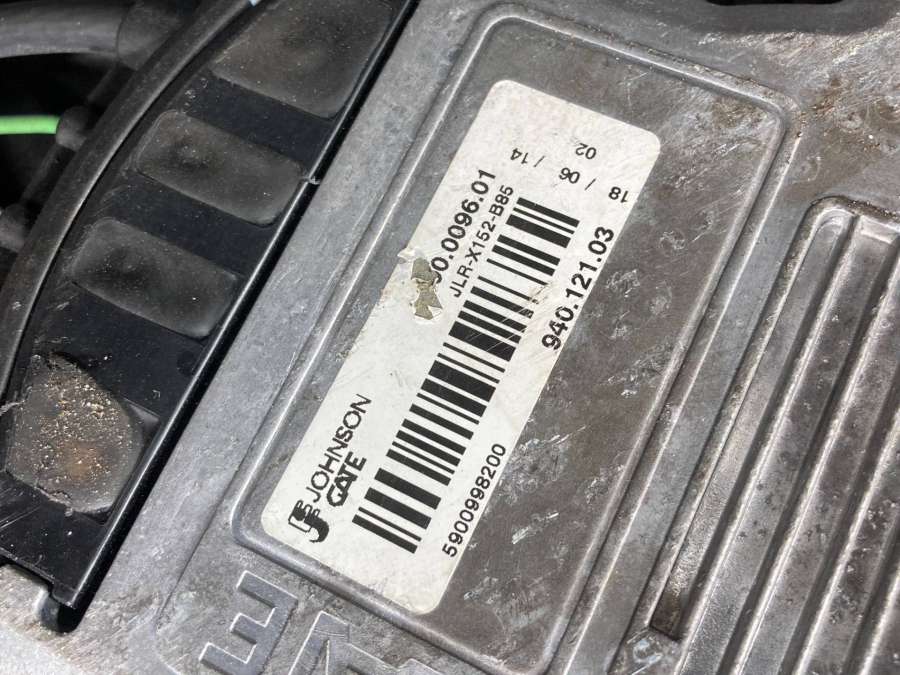 JOHNSON
GATE
0.0096.01
JLR-X152-B85
18 / 06 / 14
02
940.121.03
5900998200